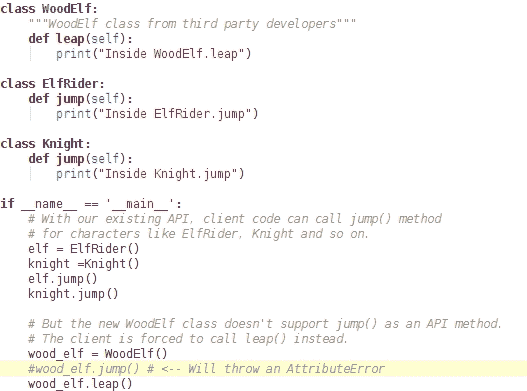 class WoodElf:
    """WoodElf class from third party developers"""
    def leap(self):
        print("Inside WoodElf.leap")

class ElfRider:
    def jump(self):
        print("Inside ElfRider.jump")

class Knight:
    def jump(self):
        print("Inside Knight.jump")

if __name__ == '__main__':
    # With our existing API, client code can call jump() method
    # for characters like ElfRider, Knight and so on.
    elf = ElfRider()
    knight =Knight()
    elf.jump()
    knight.jump()

    # But the new WoodElf class doesn't support jump() as an API method.
    # The client is forced to call leap() instead.
    wood_elf = WoodElf()
    #wood_elf.jump() # <-- Will throw an AttributeError
    wood_elf.leap()